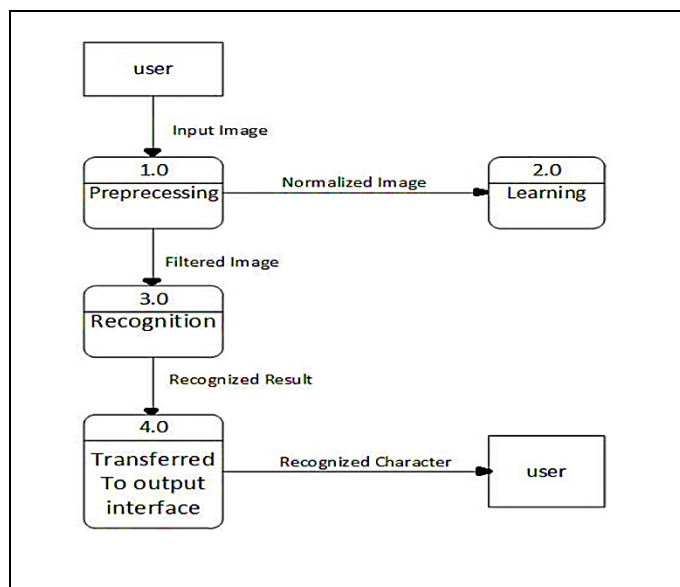 user
Input Image
1.0
Preprecessing
Normalized Image
2.0
Learning
Filtered Image
3.0
Recognition
Recognized Result
4.0
Transferred
To output
interface
Recognized Character
user